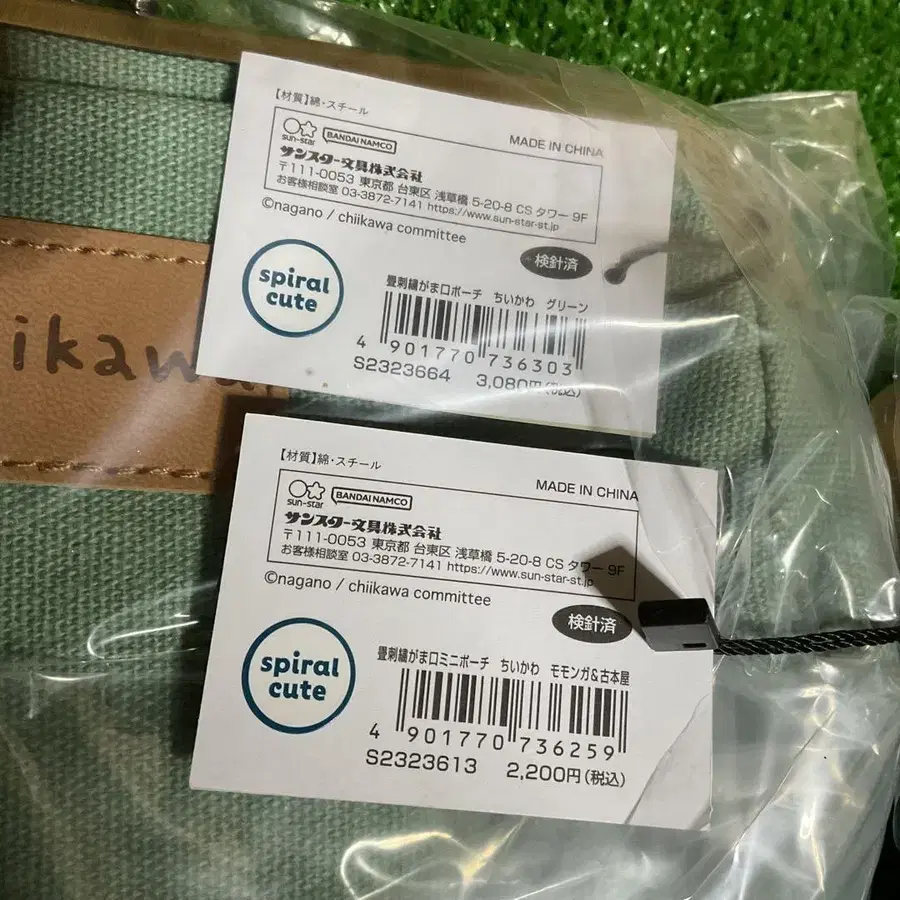 ikawa
【材質】綿・スチール
MADE IN CHINA
sun-star BANDAI NAMCO
サンスター文具株式会社
〒111-0053 東京都 台東区 浅草橋 5-20-8 CS タワー 9F
お客様相談室 03-3872-7141 https://www.sun-star-st.jp
©nagano / chiikawa committee
検針済
spiral
cute
畳刺繍がま口ポーチ ちいかわ グリーン
4 901770 736303
S2323664 3,080円(税込)
【材質】綿・スチール
MADE IN CHINA
sun-star BANDAI NAMCO
サンスター文具株式会社
〒111-0053 東京都 台東区 浅草橋 5-20-8 CS タワー 9F
お客様相談室 03-3872-7141 https://www.sun-star-st.jp
©nagano / chiikawa committee
検針済
spiral
cute
畳刺繍がま口ミニポーチ ちいかわ モモンガ&古本屋
4 901770 736259
S2323613 2,200円(税込)